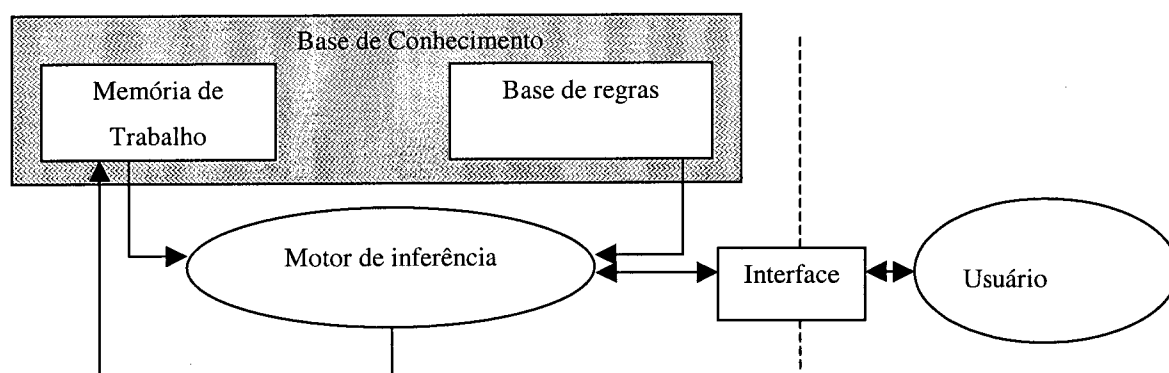 Base de Conhecimento
Memória de
Trabalho
Base de regras
Motor de inferência
Interface
Usuário